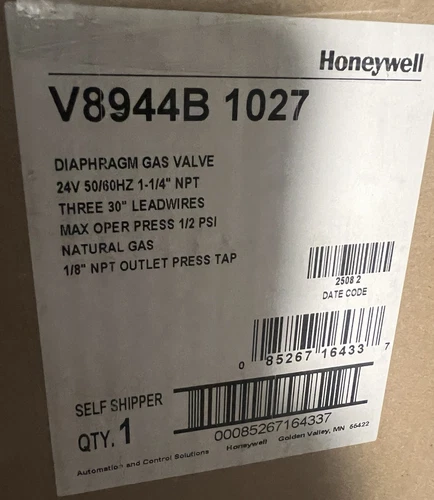 Honeywell
V8944B 1027
DIAPHRAGM GAS VALVE
24V 50/60HZ 1-1/4" NPT
THREE 30" LEADWIRES
MAX OPER PRESS 1/2 PSI
NATURAL GAS
1/8" NPT OUTLET PRESS TAP
2508 2
DATE CODE
0 85267 16433 7
SELF SHIPPER
QTY. 1
00085267164337
Automation and Control Solutions Honeywell Golden Valley, MN 55422